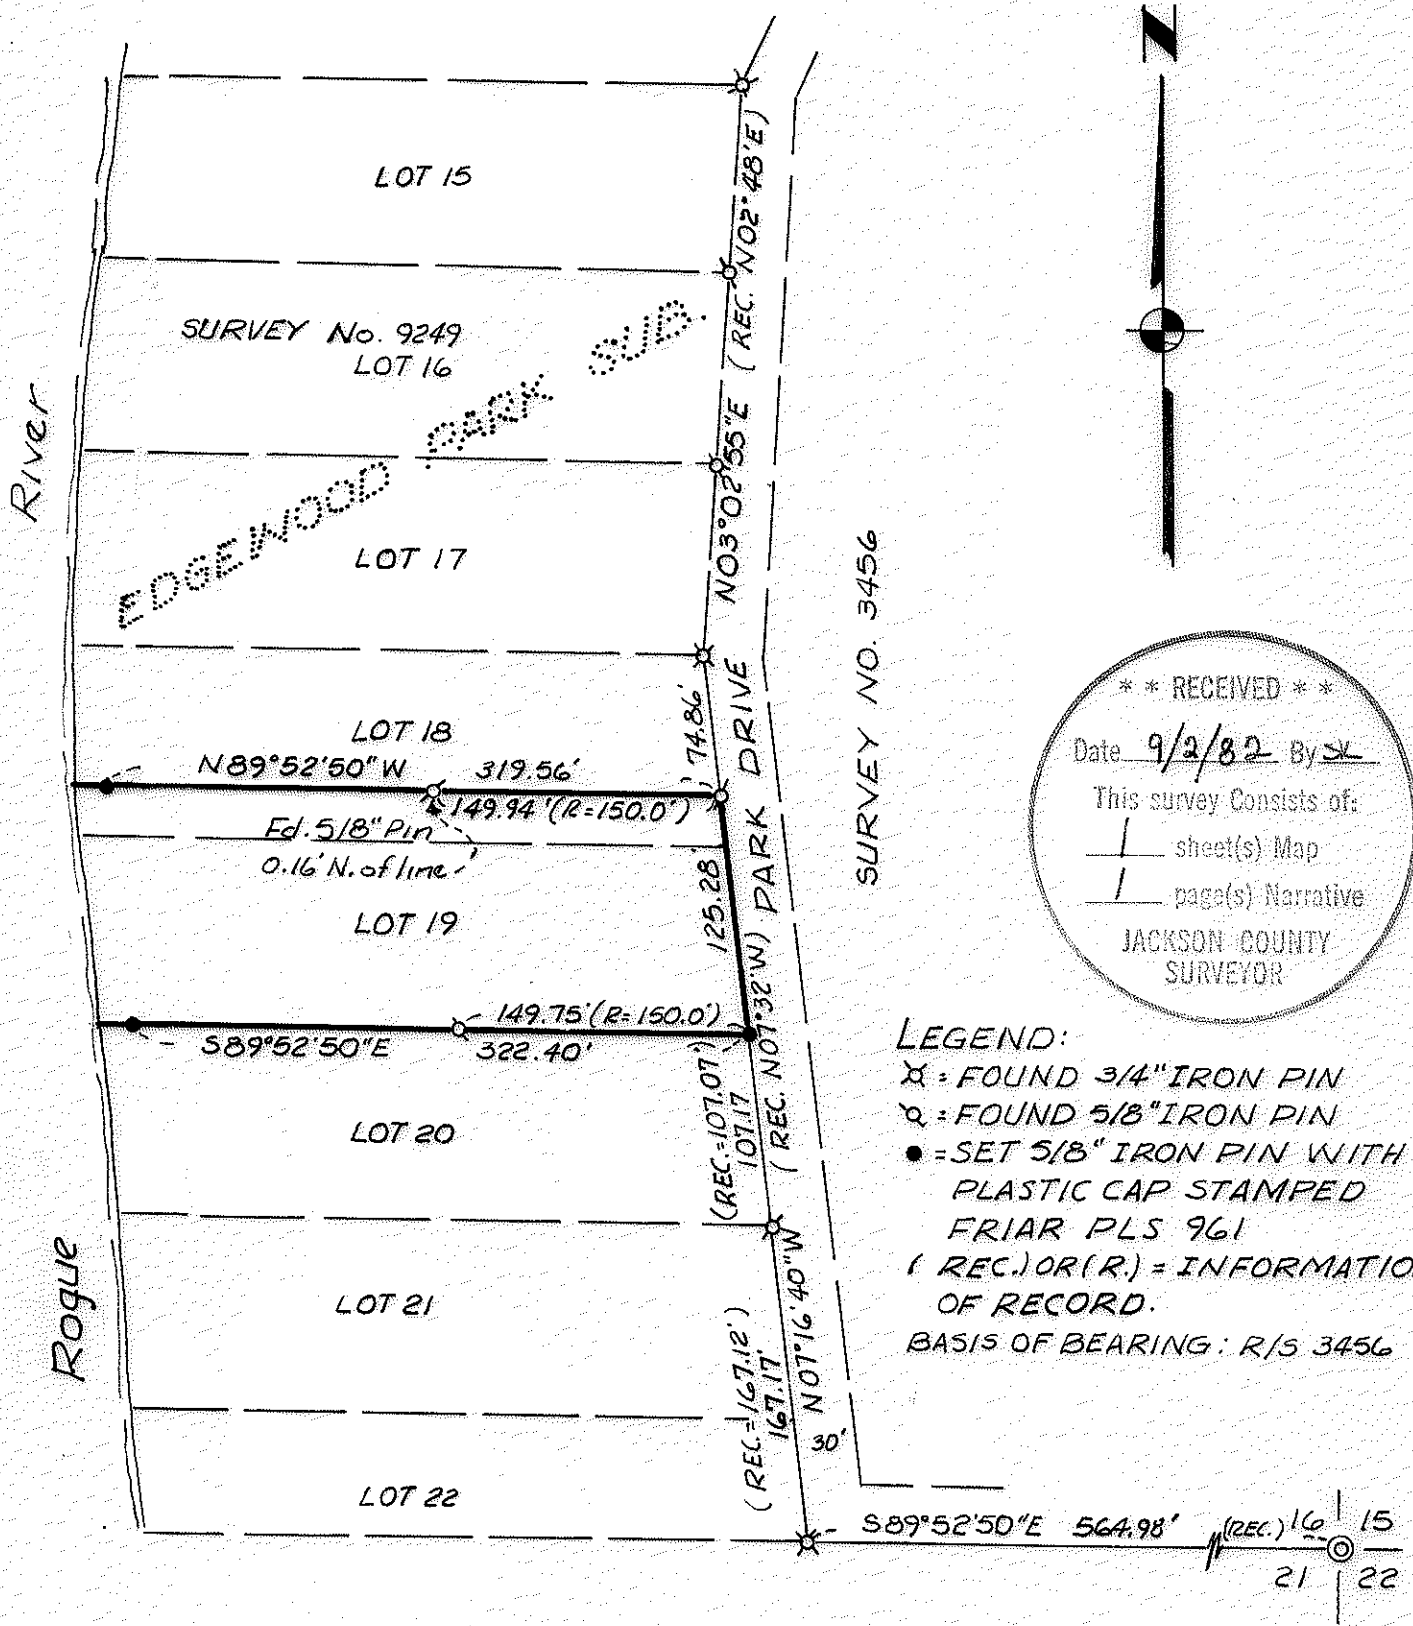 N
LOT 15
SURVEY No. 9249
LOT 16
EDGEWOOD PARK SUB.
LOT 17
LOT 18
N89°52'50"W 319.56'
149.94'(R=150.0')
Fd. 5/8" Pin
0.16' N. of line
LOT 19
149.75'(R=150.0')
S89°52'50"E 322.40'
LOT 20
LOT 21
LOT 22
River
Rogue
N03°02'55"E (REC. N02°48'E)
PARK DRIVE
74.86'
125.28'
(REC. N07°32'W)
(REC.=107.07')
107.17
N07°16'40"W
(REC.=167.12')
167.17'
30'
SURVEY NO. 3456
S89°52'50"E 564.98' (REC.)
16 15
21 22
* * RECEIVED * *
Date 9/2/82 By
This survey Consists of:
1 sheet(s) Map
1 page(s) Narrative
JACKSON COUNTY
SURVEYOR
LEGEND:
= FOUND 3/4" IRON PIN
= FOUND 5/8" IRON PIN
= SET 5/8" IRON PIN WITH
PLASTIC CAP STAMPED
FRIAR PLS 961
(REC.) OR (R.) = INFORMATIO
OF RECORD.
BASIS OF BEARING: R/S 3456